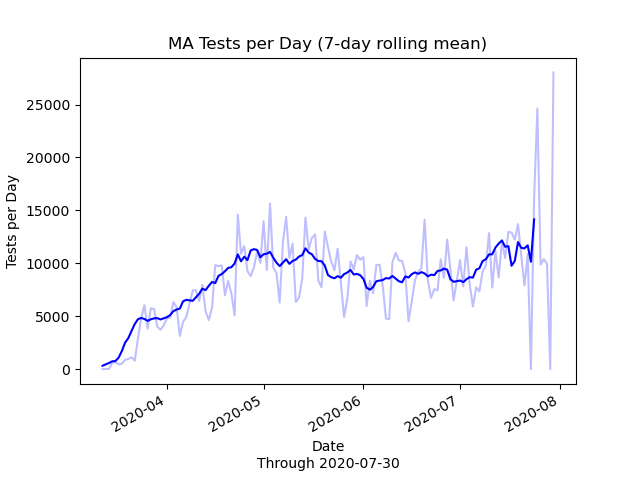 MA Tests per Day (7-day rolling mean)
25000
20000
15000
10000
5000
0
Tests per Day
2020-04
2020-05
2020-06
2020-07
2020-08
Date
Through 2020-07-30